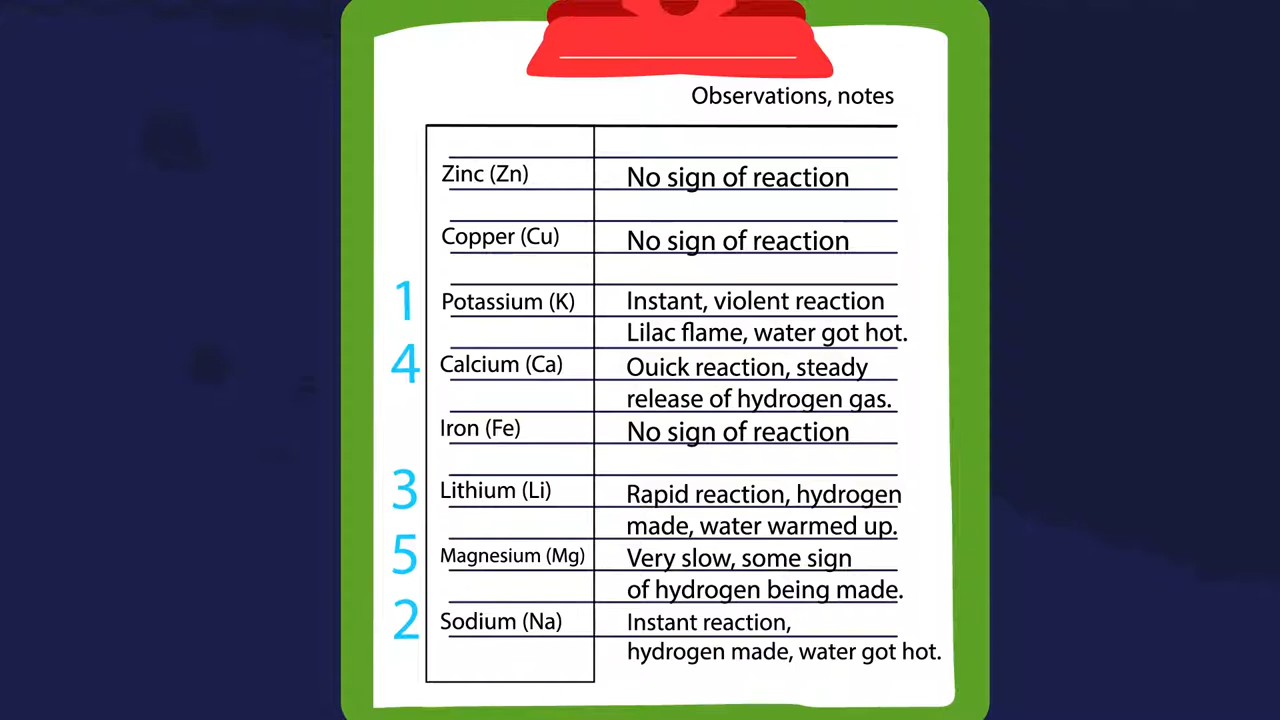 Observations, notes
Zinc (Zn) No sign of reaction
Copper (Cu) No sign of reaction
1 Potassium (K) Instant, violent reaction
Lilac flame, water got hot.
4 Calcium (Ca) Ouick reaction, steady
release of hydrogen gas.
Iron (Fe) No sign of reaction
3 Lithium (Li) Rapid reaction, hydrogen
made, water warmed up.
5 Magnesium (Mg) Very slow, some sign
of hydrogen being made.
2 Sodium (Na) Instant reaction,
hydrogen made, water got hot.